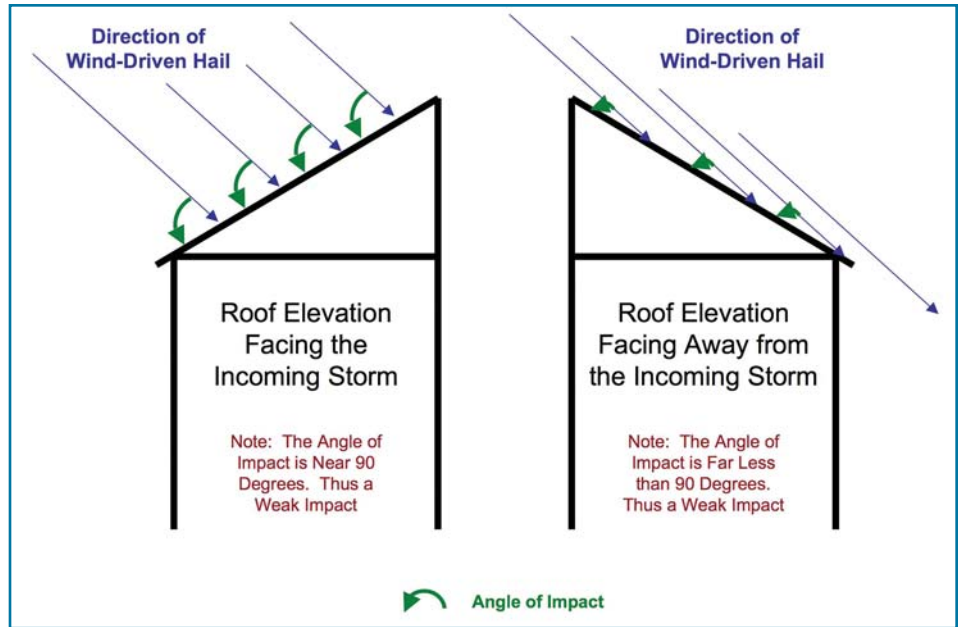 Direction of
Wind-Driven Hail
Direction of
Wind-Driven Hail
Roof Elevation
Facing the
Incoming Storm
Note: The Angle of
Impact is Near 90
Degrees. Thus a
Weak Impact
Roof Elevation
Facing Away from
the Incoming Storm
Note: The Angle of
Impact is Far Less
than 90 Degrees.
Thus a Weak Impact
Angle of Impact